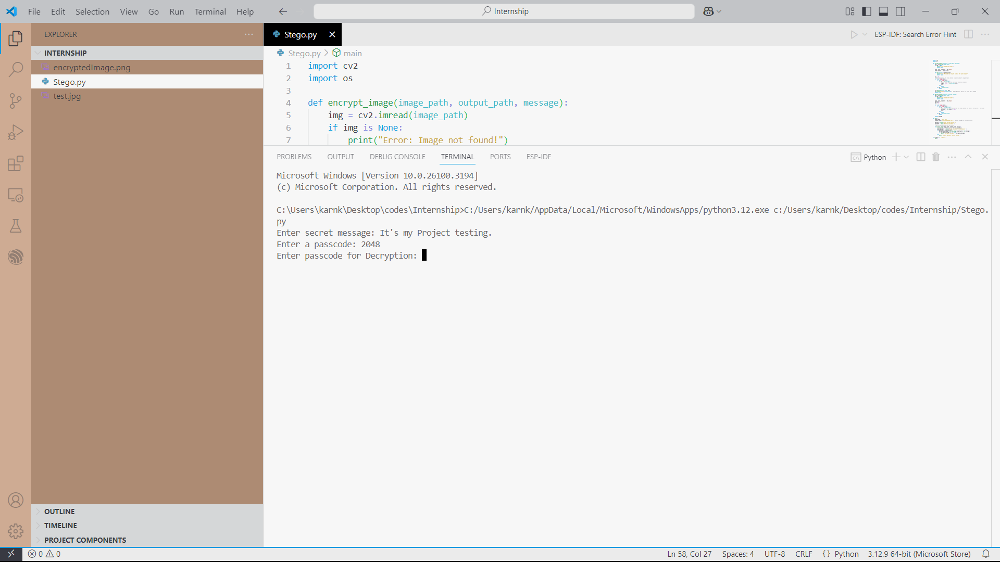 File Edit Selection View Go Run Terminal Help
Internship
EXPLORER
INTERNSHIP
encryptedImage.png
Stego.py
test.jpg
OUTLINE
TIMELINE
PROJECT COMPONENTS
Stego.py
ESP-IDF: Search Error Hint
Stego.py main
1 import cv2
2 import os
3
4 def encrypt_image(image_path, output_path, message):
5 img = cv2.imread(image_path)
6 if img is None:
7 print("Error: Image not found!")
PROBLEMS OUTPUT DEBUG CONSOLE TERMINAL PORTS ESP-IDF
Python
Microsoft Windows [Version 10.0.26100.3194]
(c) Microsoft Corporation. All rights reserved.
C:\Users\karnk\Desktop\codes\Internship>C:/Users/karnk/AppData/Local/Microsoft/WindowsApps/python3.12.exe c:/Users/karnk/Desktop/codes/Internship/Stego.
py
Enter secret message: It's my Project testing.
Enter a passcode: 2048
Enter passcode for Decryption:
0 0
Ln 58, Col 27 Spaces: 4 UTF-8 CRLF {} Python 3.12.9 64-bit (Microsoft Store)